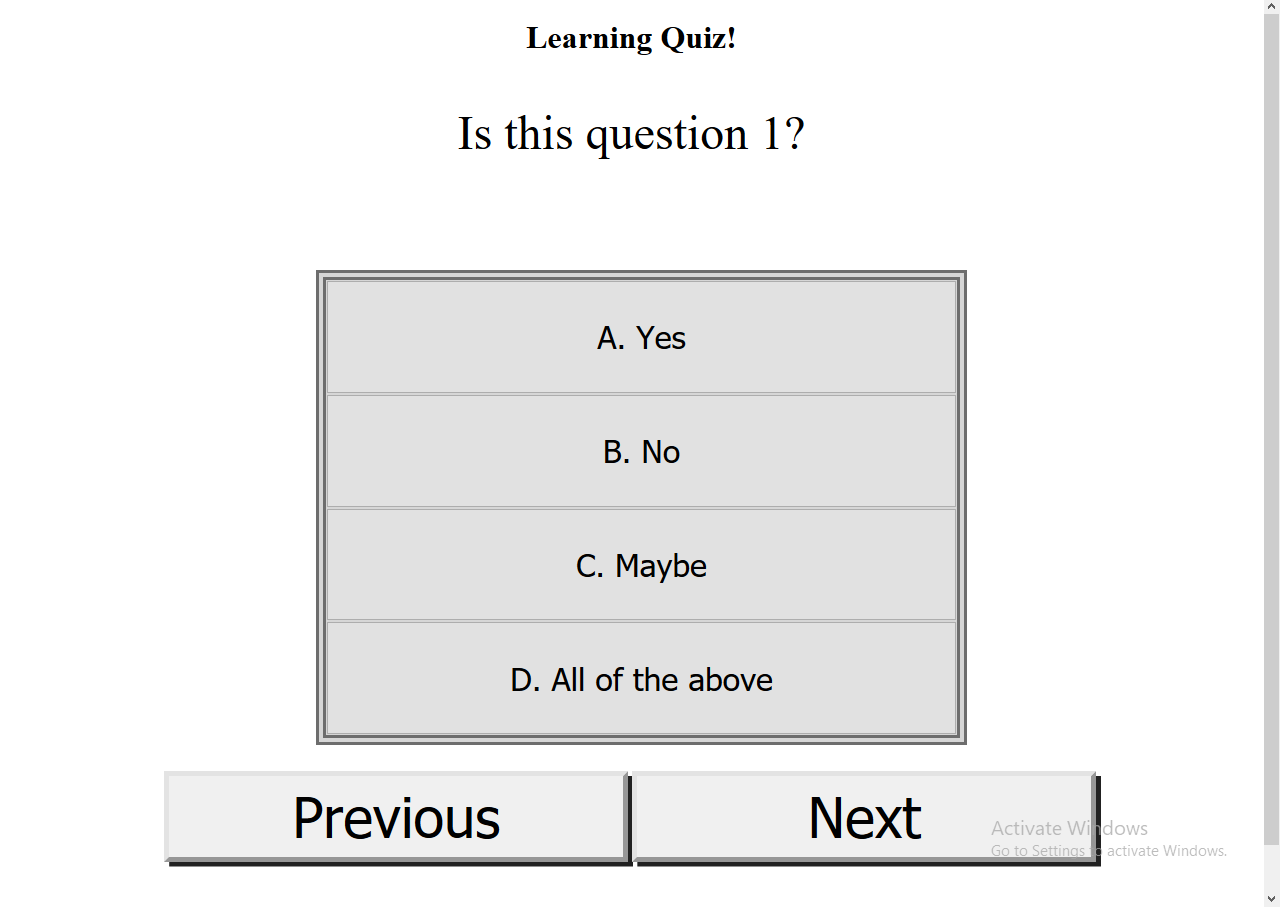 Learning Quiz!
Is this question 1?
A. Yes
B. No
C. Maybe
D. All of the above
Previous
Next
Activate Windows
Go to Settings to activate Windows.